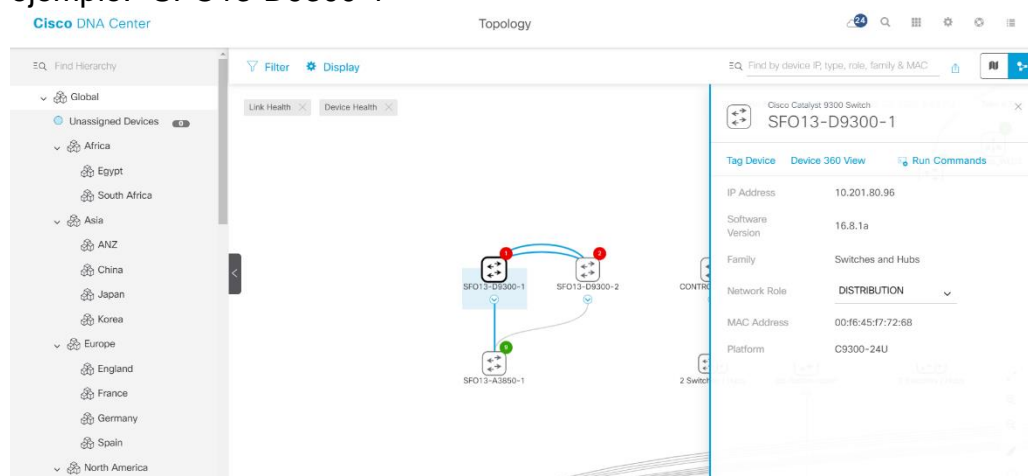 ejemplo: SFO13-D9300-1
Cisco DNA Center
Topology
24
Find Hierarchy
Filter
Display
Find by device IP, type, role, family & MAC
Global
Unassigned Devices 0
Africa
Egypt
South Africa
Asia
ANZ
China
Japan
Korea
Europe
England
France
Germany
Spain
North America
Link Health
Device Health
1
2
SFO13-D9300-1
SFO13-D9300-2
CONTRO
SFO13-A3850-1
2 Switch
Cisco Catalyst 9300 Switch
SFO13-D9300-1
Tag Device
Device 360 View
Run Commands
IP Address 10.201.80.96
Software Version 16.8.1a
Family Switches and Hubs
Network Role DISTRIBUTION
MAC Address 00:f6:45:f7:72:68
Platform C9300-24U